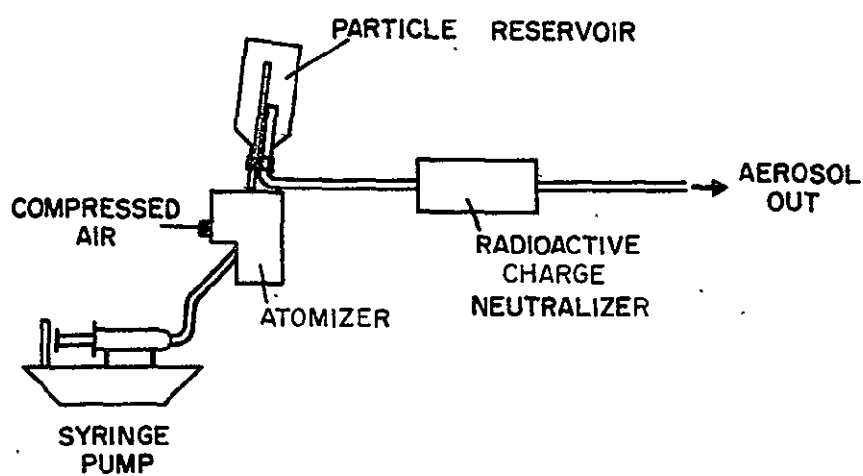 PARTICLE RESERVOIR
COMPRESSED
AIR
AEROSOL
OUT
RADIOACTIVE
CHARGE
NEUTRALIZER
ATOMIZER
SYRINGE
PUMP